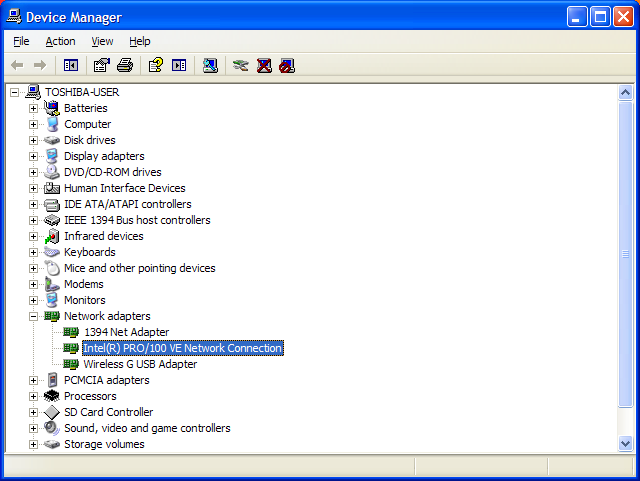 Device Manager
File Action View Help
TOSHIBA-USER
Batteries
Computer
Disk drives
Display adapters
DVD/CD-ROM drives
Human Interface Devices
IDE ATA/ATAPI controllers
IEEE 1394 Bus host controllers
Infrared devices
Keyboards
Mice and other pointing devices
Modems
Monitors
Network adapters
1394 Net Adapter
Intel(R) PRO/100 VE Network Connection
Wireless G USB Adapter
PCMCIA adapters
Processors
SD Card Controller
Sound, video and game controllers
Storage volumes